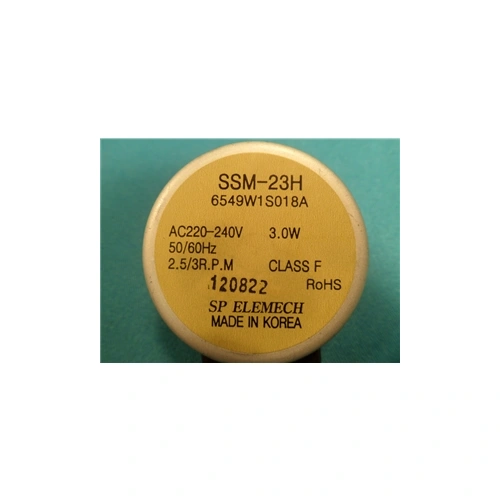 SSM-23H
6549W1S018A
AC220-240V 3.0W
50/60Hz
2.5/3R.P.M CLASS F
120822 RoHS
SP ELEMECH
MADE IN KOREA